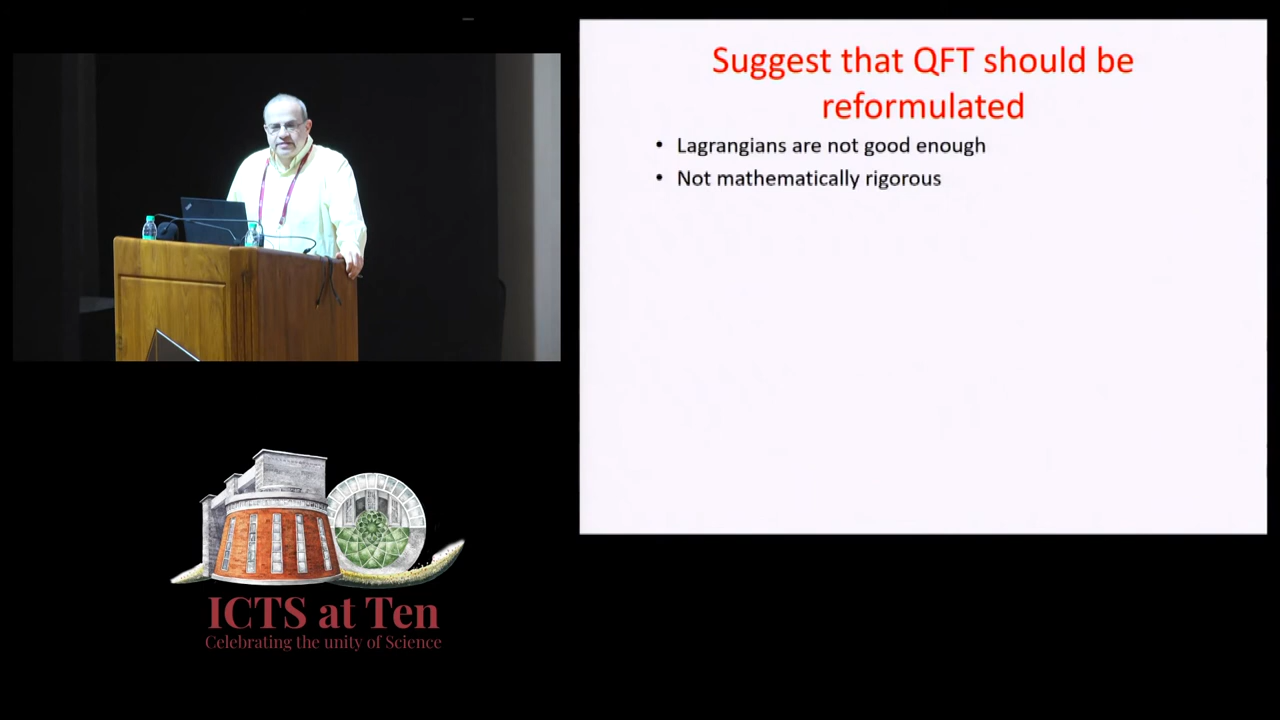 Suggest that QFT should be
reformulated
• Lagrangians are not good enough
• Not mathematically rigorous
ICTS at Ten
Celebrating the unity of Science